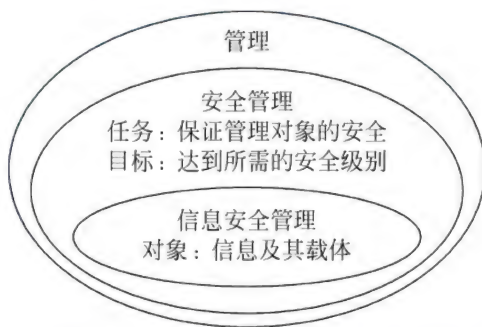 管理
安全管理
任务：保证管理对象的安全
目标：达到所需的安全级别
信息安全管理
对象：信息及其载体